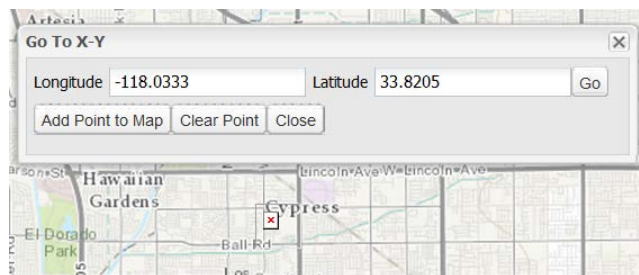 Artesia
Go To X-Y
Longitude -118.0333 Latitude 33.8205 Go
Add Point to Map Clear Point Close
Lincoln-Ave-W-Lincoln-Ave
Hawaiian
Gardens
Cypress
El Dorado
Park
Ball-Rd
Los